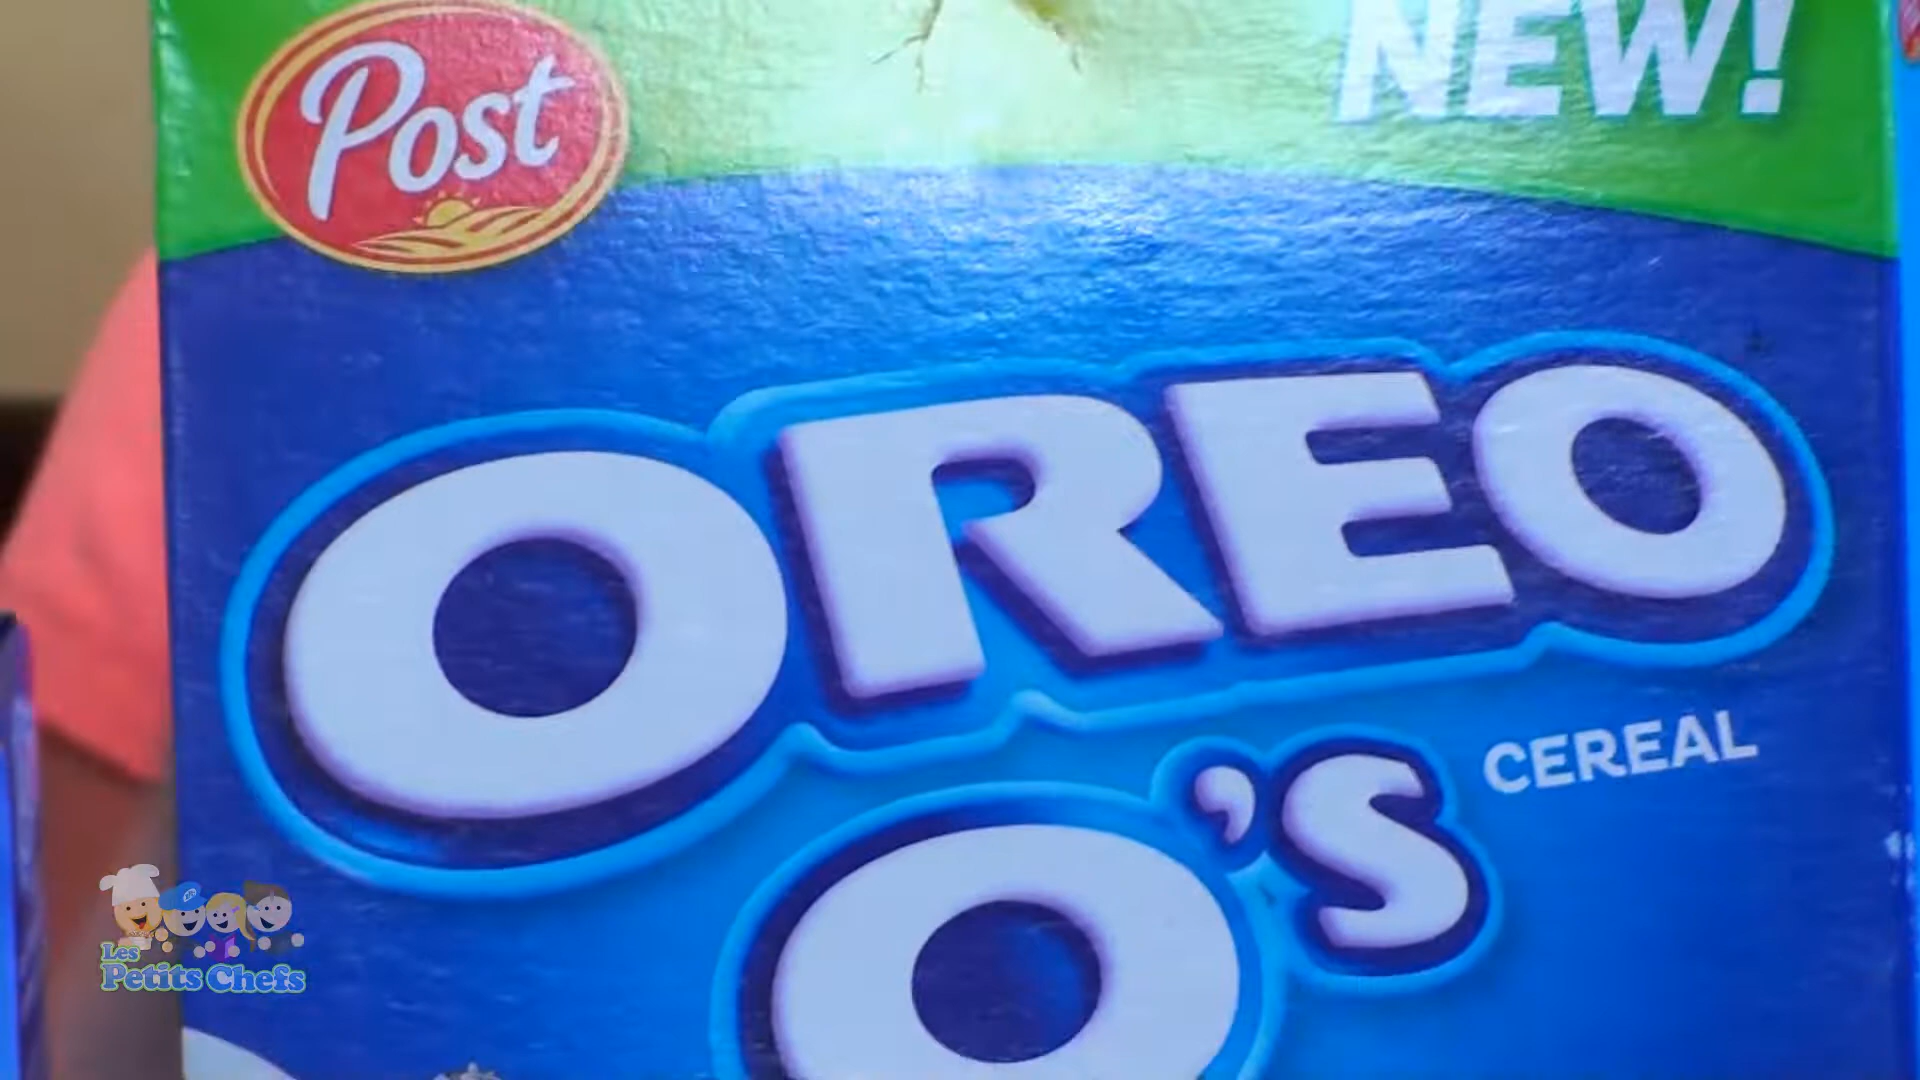 Post
NEW!
OREO
O's
CEREAL
Les
Petits Chefs